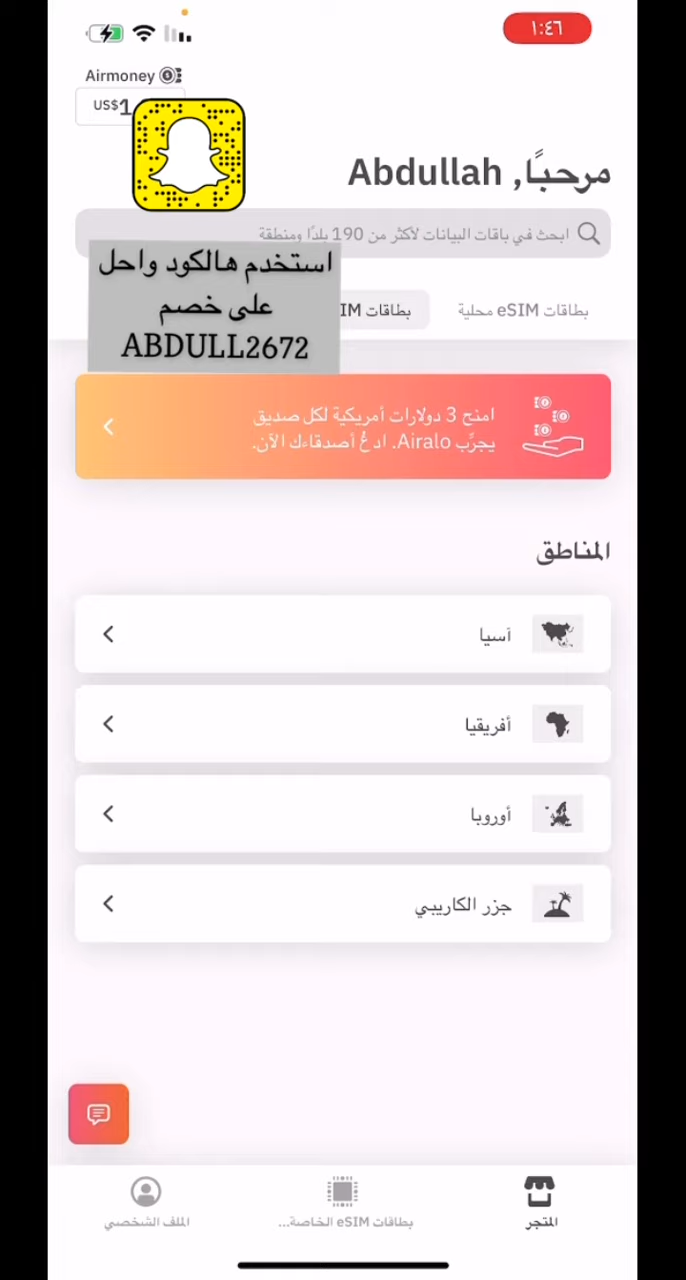 ١:٤٦
Airmoney
US$1
مرحبًا, Abdullah
ابحث في باقات البيانات لأكثر من 190 بلدًا ومنطقة
استخدم هالكود واحل
على خصم
ABDULL2672
بطاقات eSIM محلية
بطاقات IM
امنح 3 دولارات أمريكية لكل صديق
يجرِّب Airalo. ادعُ أصدقاءك الآن.
المناطق
آسيا
أفريقيا
أوروبا
جزر الكاريبي
المتجر
بطاقات eSIM الخاصة...
الملف الشخصي